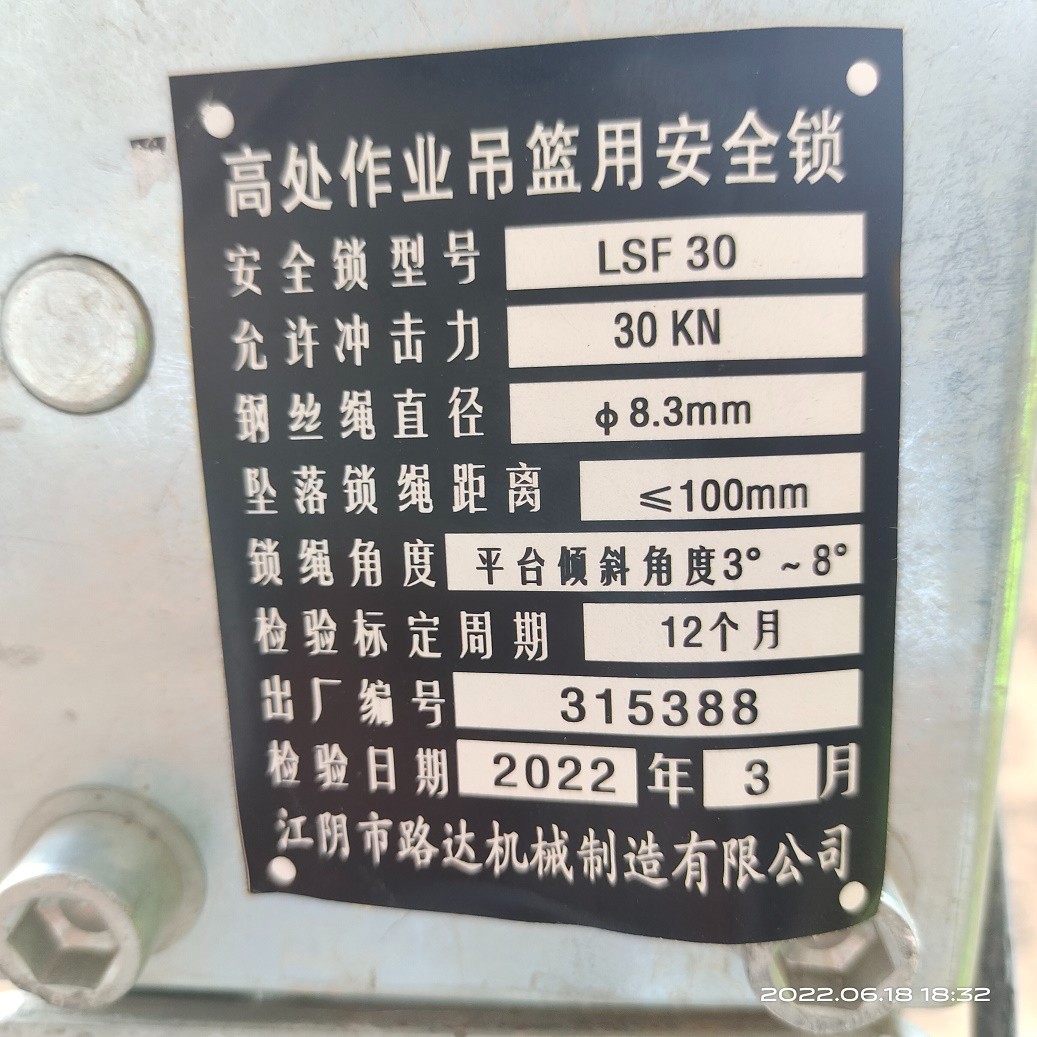 高处作业吊篮用安全锁
安全锁型号 LSF 30
允许冲击力 30 KN
钢丝绳直径 ф8.3mm
坠落锁绳距离 ≤100mm
锁绳角度 平台倾斜角度3°~8°
检验标定周期 12个月
出厂编号 315388
检验日期 2022 年 3 月
江阴市路达机械制造有限公司
2022.06.18 18:32